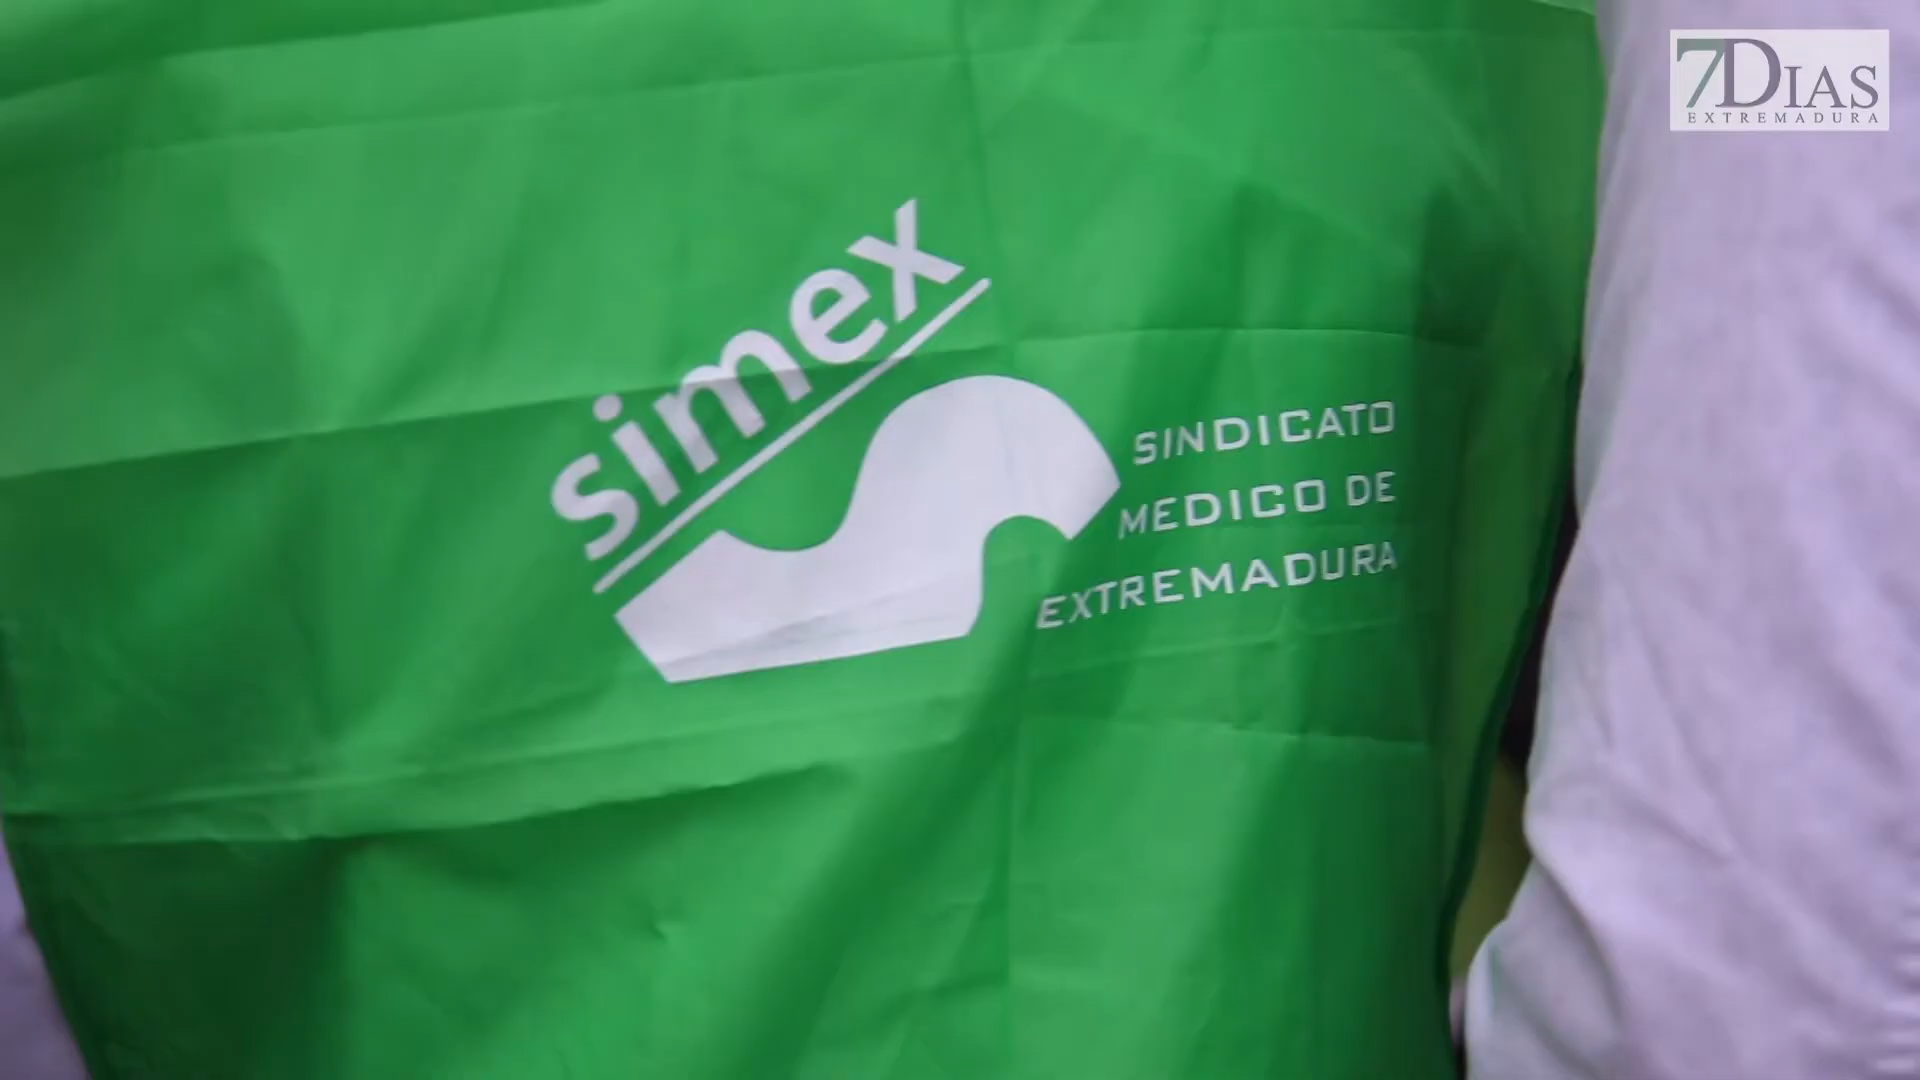 7DIAS
EXTREMADURA
simex
SINDICATO
MEDICO DE
EXTREMADURA